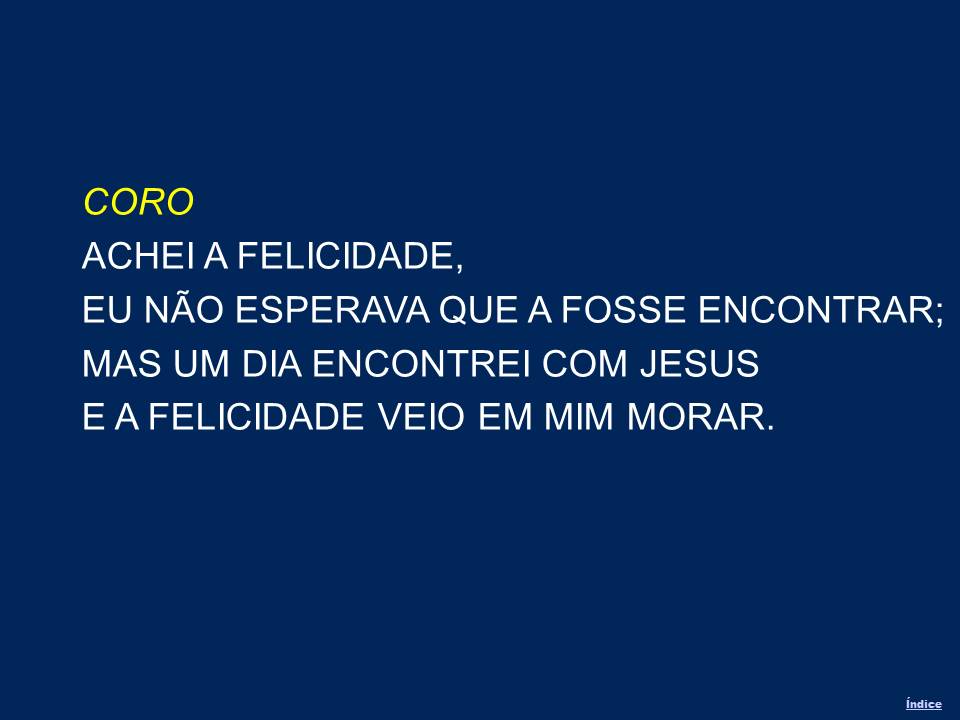 CORO
ACHEI A FELICIDADE,
EU NÃO ESPERAVA QUE A FOSSE ENCONTRAR;
MAS UM DIA ENCONTREI COM JESUS
E A FELICIDADE VEIO EM MIM MORAR.
Índice